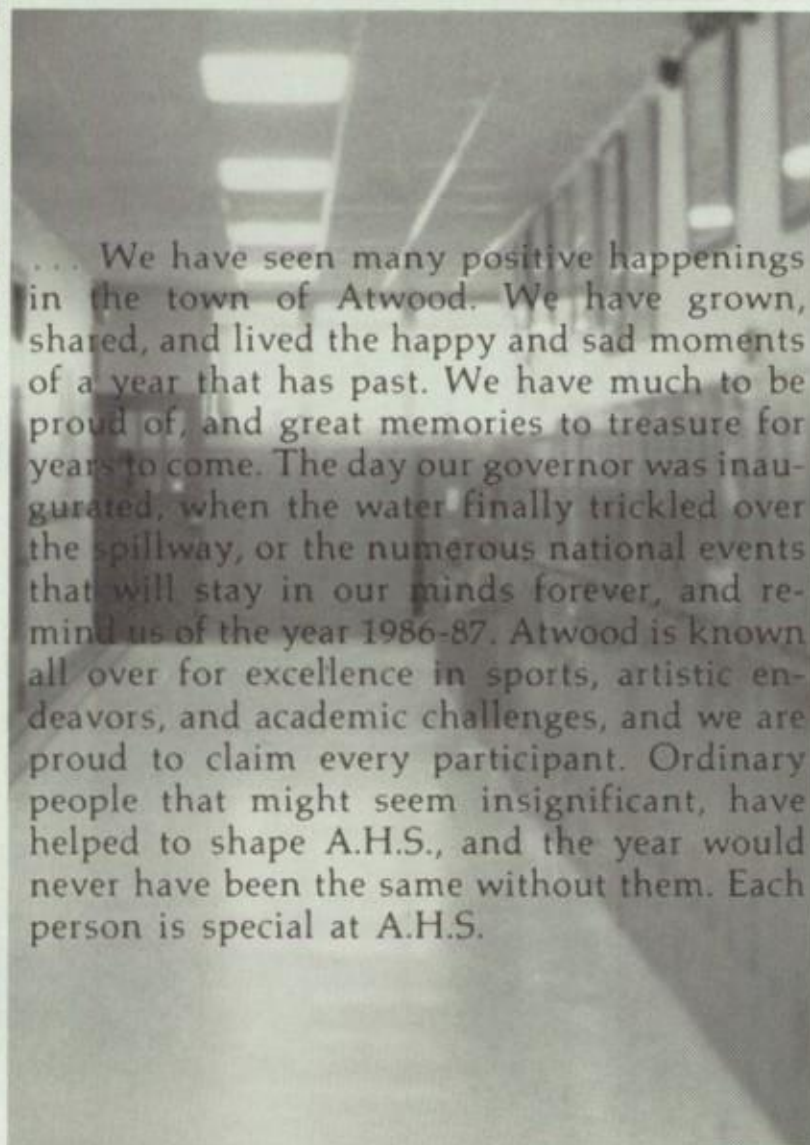 ... We have seen many positive happenings
in the town of Atwood. We have grown,
shared, and lived the happy and sad moments
of a year that has past. We have much to be
proud of, and great memories to treasure for
years to come. The day our governor was inau-
gurated, when the water finally trickled over
the spillway, or the numerous national events
that will stay in our minds forever, and re-
mind us of the year 1986-87. Atwood is known
all over for excellence in sports, artistic en-
deavors, and academic challenges, and we are
proud to claim every participant. Ordinary
people that might seem insignificant, have
helped to shape A.H.S., and the year would
never have been the same without them. Each
person is special at A.H.S.